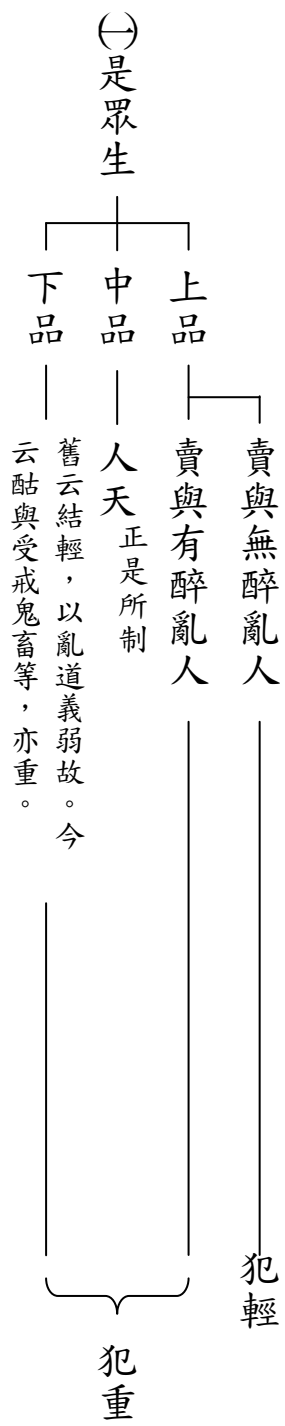 ㈠是眾生
上品
賣與無醉亂人
犯輕
賣與有醉亂人
中品
人天 正是所制
下品
舊云結輕，以亂道義弱故。今
云酤與受戒鬼畜等，亦重。
犯重